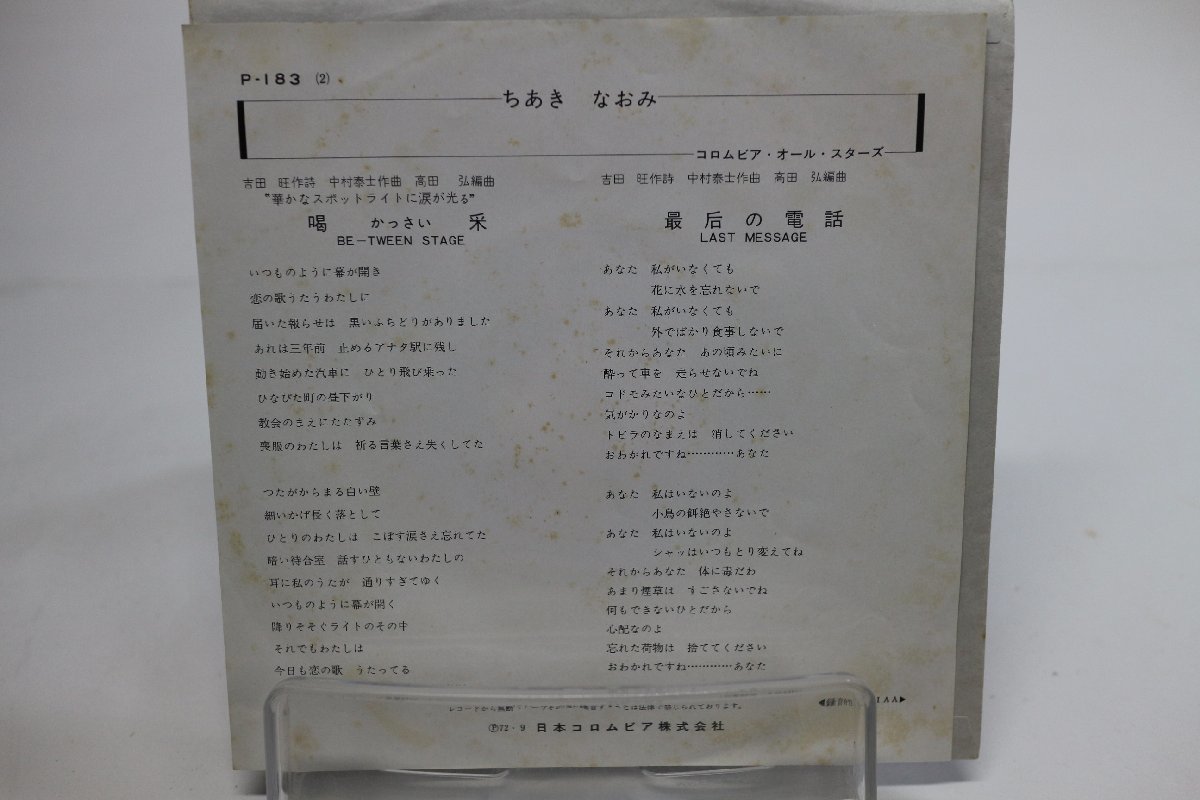 P-183 (2)
ちあき なおみ
コロムビア・オール・スターズ
吉田 旺作詩 中村泰士作曲 高田 弘編曲
"華かなスポットライトに涙が光る"
喝 かっさい 采
BE-TWEEN STAGE
いつものように幕が開き
恋の歌うたうわたしに
届いた報らせは 黒いふちどりがありました
あれは三年前 止めるアナタ駅に残し
動き始めた汽車に ひとり飛び乗った
ひなびた町の昼下がり
教会のまえにたたずみ
喪服のわたしは 祈る言葉さえ失くしてた
つたがからまる白い壁
細いかげ長く落として
ひとりのわたしは こぼす涙さえ忘れてた
暗い待合室 話すひともないわたしの
耳に私のうたが 通りすぎてゆく
いつものように幕が開く
降りそそぐライトのその中
それでもわたしは
今日も恋の歌 うたってる
吉田 旺作詩 中村泰士作曲 高田 弘編曲
最后の電話
LAST MESSAGE
あなた 私がいなくても
花に水を忘れないで
あなた 私がいなくても
外でばかり食事しないで
それからあなた あの頃みたいに
酔って車を 走らせないでね
コドモみたいなひとだから……
気がかりなのよ
トビラのなまえは 消してください
おわかれですね…………あなた
あなた 私はいないのよ
小鳥の餌絶やさないで
あなた 私はいないのよ
シャツはいつもとり変えてね
それからあなた 体に毒だわ
あまり煙草は すごさないでね
何もできないひとだから
心配なのよ
忘れた荷物は 捨ててください
おわかれですね…………あなた
レコードから無断で は法律で禁じられております。
Ⓟ72・9 日本コロムビア株式会社